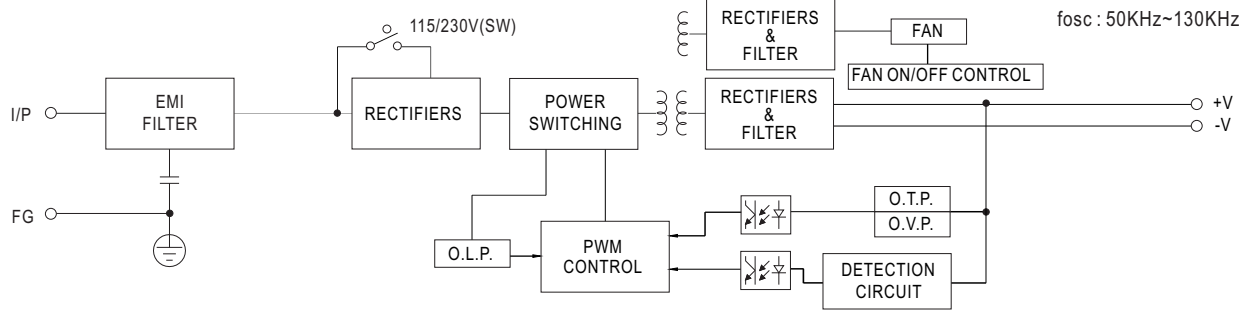 115/230V(SW)
RECTIFIERS
&
FILTER
FAN
fosc : 50KHz~130KHz
FAN ON/OFF CONTROL
I/P
EMI
FILTER
RECTIFIERS
POWER
SWITCHING
RECTIFIERS
&
FILTER
+V
-V
FG
O.L.P.
PWM
CONTROL
O.T.P.
O.V.P.
DETECTION
CIRCUIT